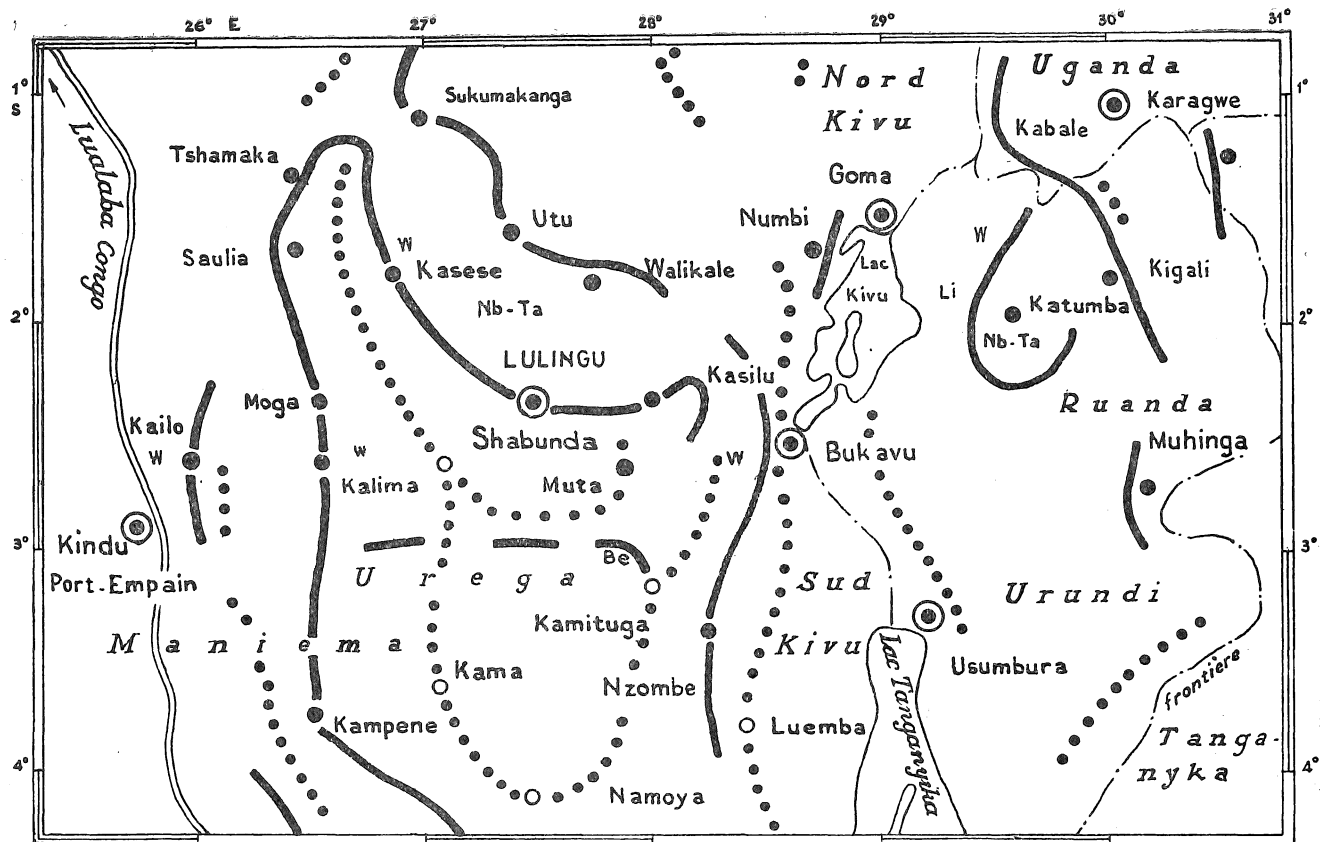 26° E
27°
28°
29°
30°
31°
1°
S
1°
Nord
Kivu
Uganda
Sukumakanga
Karagwe
Kabale
Lualaba Congo
Tshamaka
Goma
Utu
Numbi
W
W
Saulia
Kasese
Walikale
Lac
Kivu
Kigali
Nb-Ta
Li
Katumba
2°
2°
Nb-Ta
LULINGU
Kasilu
Moga
Ruanda
Kailo
Shabunda
Bukavu
Muhinga
W
W
W
Kalima
Muta
Kindu
3°
3°
Be
Port-Empain
Urega
Sud
Kivu
Urundi
Kamituga
Maniema
Kama
Usumbura
Nzombe
frontière
Lac Tanganyika
Kampene
Luemba
Tanga-
nyka
4°
4°
Namoya